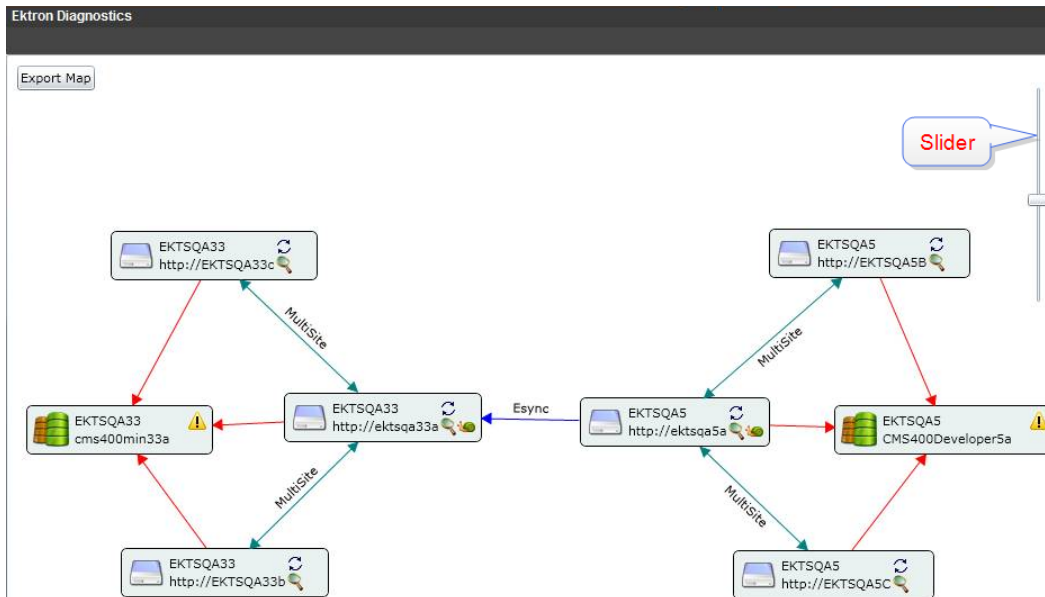 Ektron Diagnostics
Export Map
Slider
EKTSQA33
http://EKTSQA33c
EKTSQA5
http://EKTSQA5B
MultiSite
MultiSite
EKTSQA33
cms400min33a
EKTSQA33
http://ektsqa33a
Esync
EKTSQA5
http://ektsqa5a
EKTSQA5
CMS400Developer5a
MultiSite
MultiSite
EKTSQA33
http://EKTSQA33b
EKTSQA5
http://EKTSQA5C